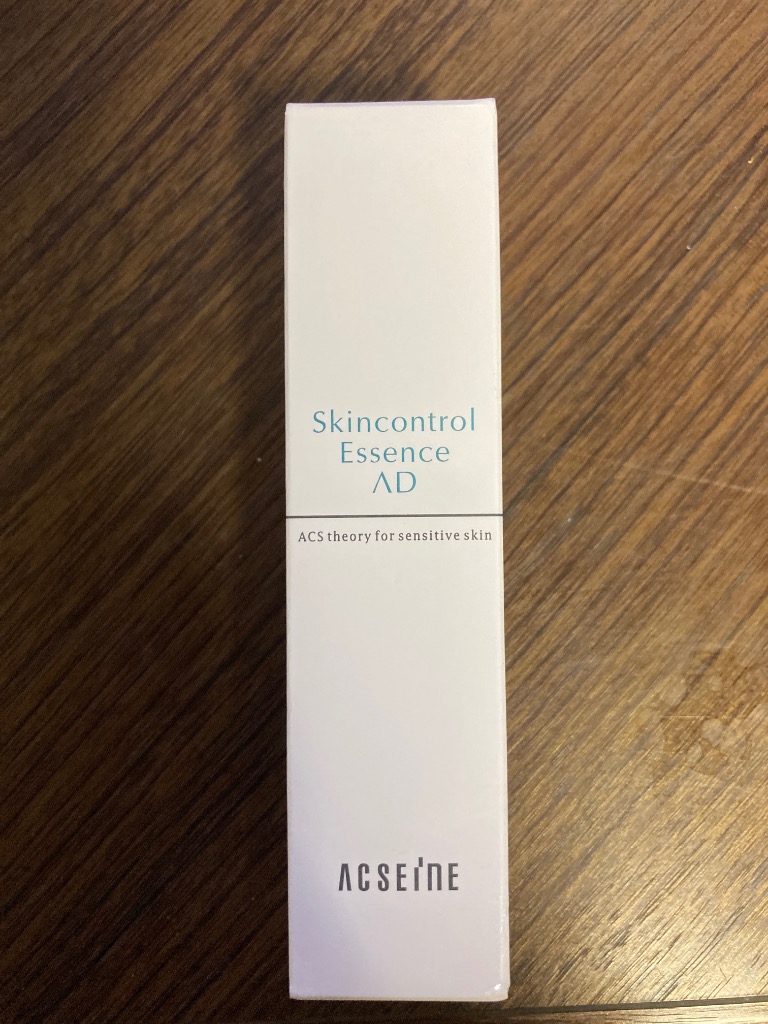 Skincontrol
Essence
AD
ACS theory for sensitive skin
ACSEINE